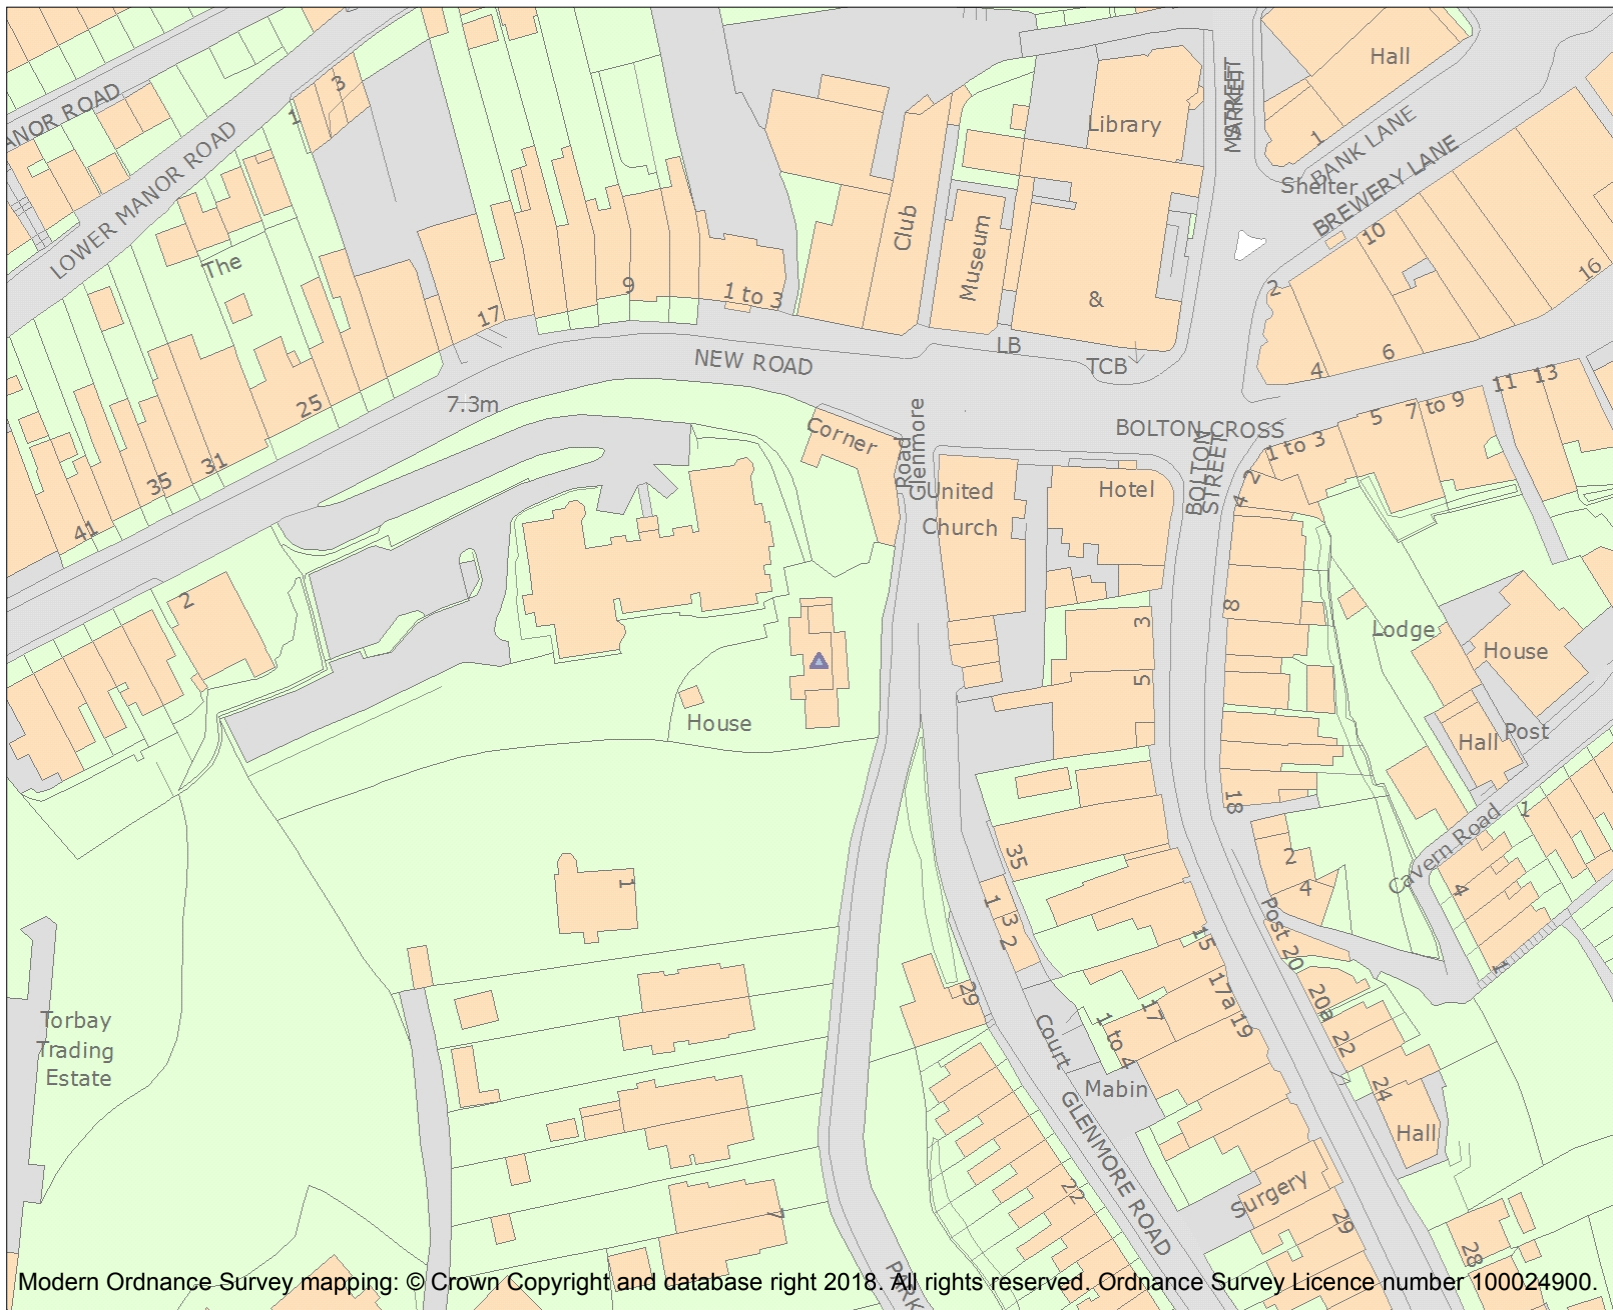 Hall
3
MANOR ROAD
1
Library
MARKET
STREET
1
BANK LANE
LOWER MANOR ROAD
Shelter
BREWERY LANE
Club
Museum
10
The
16
9
1 to 3
&
2
17
LB
TCB
NEW ROAD
4
6
11
13
25
7.3m
Corner
5
7 to 9
BOLTON CROSS
1 to 3
Road
Glenmore
BOLTON
STREET
2
4
35
31
United
Church
Hotel
41
2
8
3
Lodge
House
5
House
Hall
Post
18
Cavern Road
1
35
2
4
1
4
1
3
2
Post
20
15
1
29
17a
19
17
20a
Torbay
Trading
Estate
Court
1 to 4
22
Mabin
24
GLENMORE ROAD
Hall
22
Surgery
7
29
28
PARK
Modern Ordnance Survey mapping: © Crown Copyright and database right 2018. All rights reserved. Ordnance Survey Licence number 100024900.